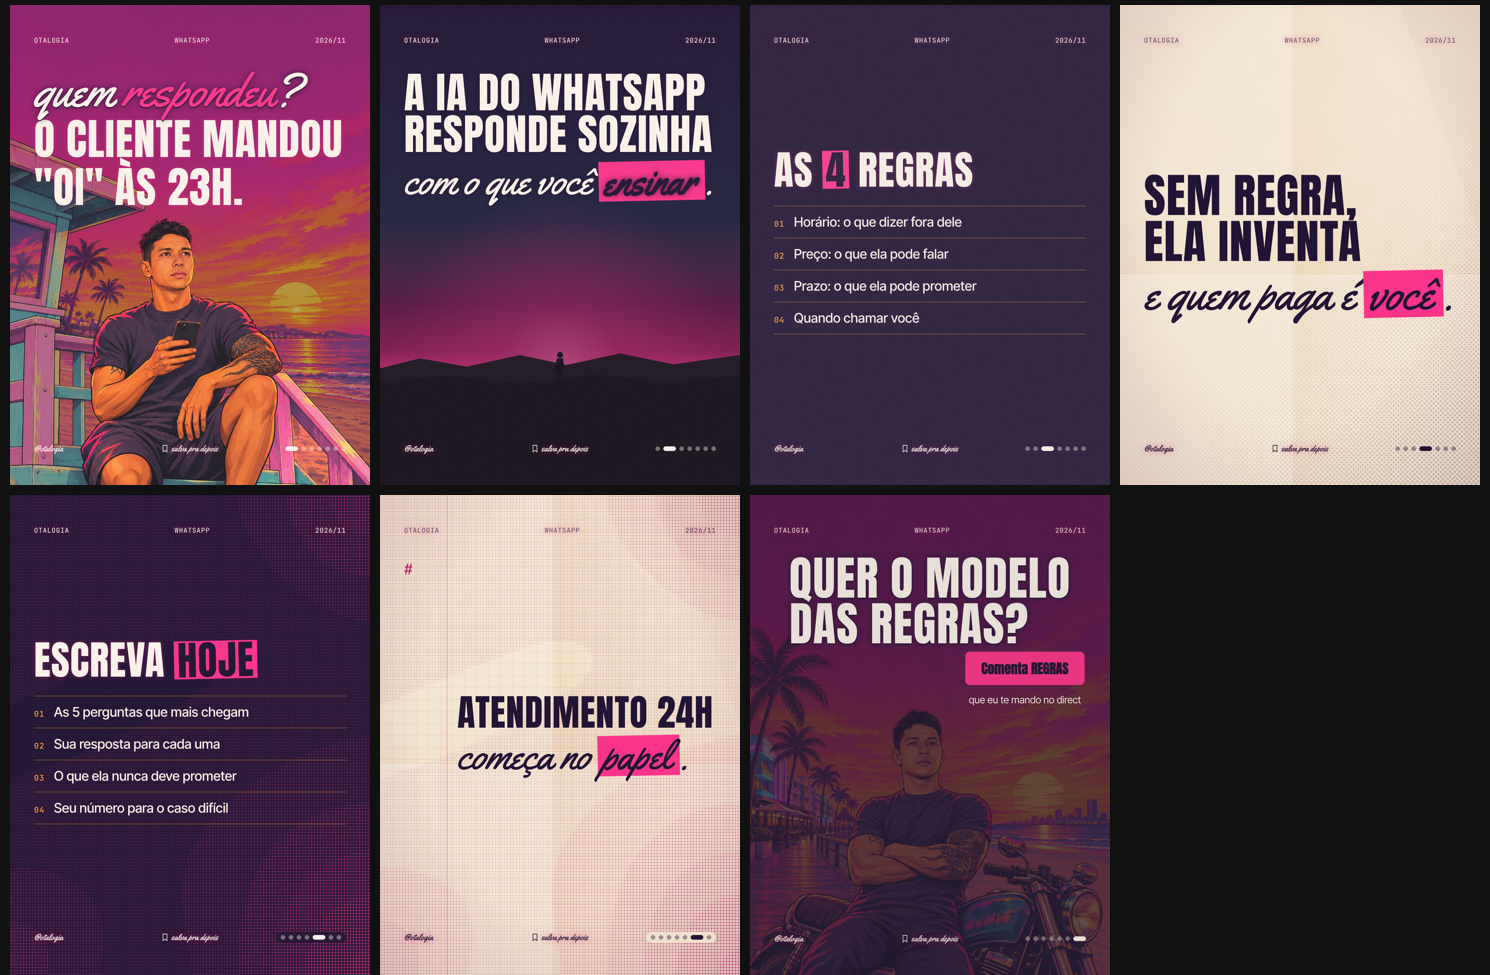 OTALOGIA WHATSAPP 2026/11
quem respondeu?
O CLIENTE MANDOU
"OI" ÀS 23H.
@otalogia salva pra depois
OTALOGIA WHATSAPP 2026/11
A IA DO WHATSAPP
RESPONDE SOZINHA
com o que você ensinar.
@otalogia salva pra depois
OTALOGIA WHATSAPP 2026/11
AS 4 REGRAS
01 Horário: o que dizer fora dele
02 Preço: o que ela pode falar
03 Prazo: o que ela pode prometer
04 Quando chamar você
@otalogia salva pra depois
OTALOGIA WHATSAPP 2026/11
SEM REGRA,
ELA INVENTA
e quem paga é você.
@otalogia salva pra depois
OTALOGIA WHATSAPP 2026/11
ESCREVA HOJE
01 As 5 perguntas que mais chegam
02 Sua resposta para cada uma
03 O que ela nunca deve prometer
04 Seu número para o caso difícil
@otalogia salva pra depois
OTALOGIA WHATSAPP 2026/11
#
ATENDIMENTO 24H
começa no papel.
@otalogia salva pra depois
OTALOGIA WHATSAPP 2026/11
QUER O MODELO
DAS REGRAS?
Comenta REGRAS
que eu te mando no direct
@otalogia salva pra depois